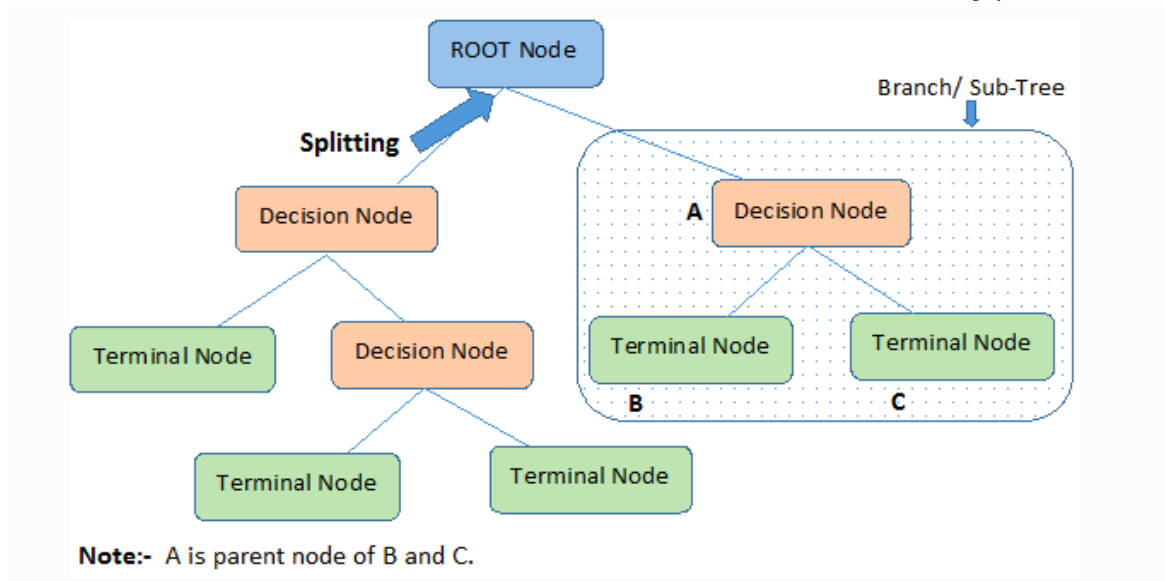 ROOT Node
Branch/ Sub-Tree
Splitting
Decision Node
A Decision Node
Terminal Node
Decision Node
Terminal Node
Terminal Node
B
C
Terminal Node
Terminal Node
Note:- A is parent node of B and C.